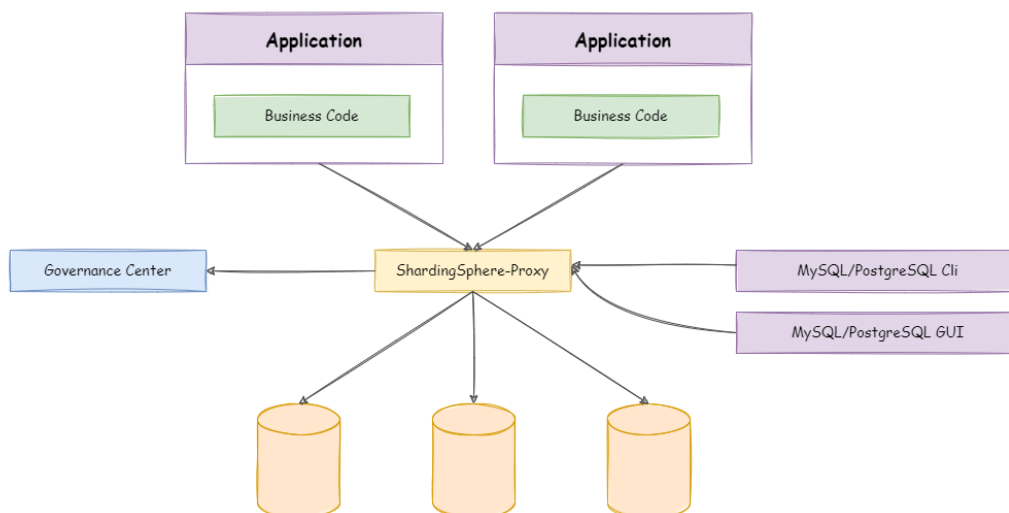 Application
Application
Business Code
Business Code
Governance Center
ShardingSphere-Proxy
MySQL/PostgreSQL Cli
MySQL/PostgreSQL GUI